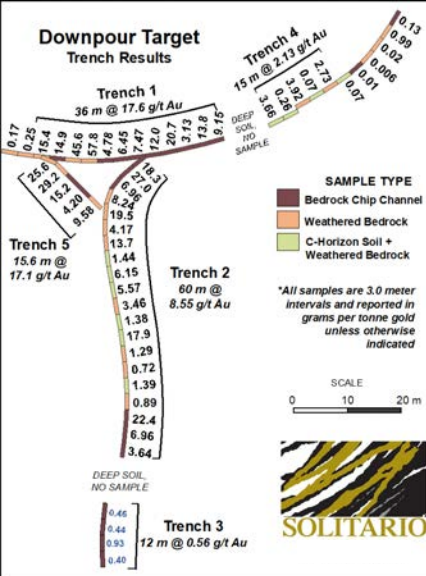 Downpour Target
Trench Results
Trench 1
36 m @ 17.6 g/t Au
0.17
0.25
15.4
14.9
45.6
57.8
4.78
6.45
7.47
12.0
20.7
3.13
13.8
9.15
Trench 4
15 m @ 2.13 g/t Au
3.66
0.26
3.92
0.07
2.73
DEEP
SOIL,
NO
SAMPLE
0.13
0.99
0.02
0.006
0.01
0.07
25.6
29.2
15.2
4.20
9.58
Trench 5
15.6 m @
17.1 g/t Au
18.3
27.0
6.96
8.24
19.5
4.17
13.7
1.44
6.15
5.57
3.46
1.38
17.9
1.29
0.72
1.39
0.89
22.4
6.96
3.64
Trench 2
60 m @
8.55 g/t Au
DEEP SOIL,
NO SAMPLE
0.46
0.44
0.93
0.40
Trench 3
12 m @ 0.56 g/t Au
SAMPLE TYPE
Bedrock Chip Channel
Weathered Bedrock
C-Horizon Soil +
Weathered Bedrock
*All samples are 3.0 meter
intervals and reported in
grams per tonne gold
unless otherwise
indicated
SCALE
0 10 20 m
SOLITARIO